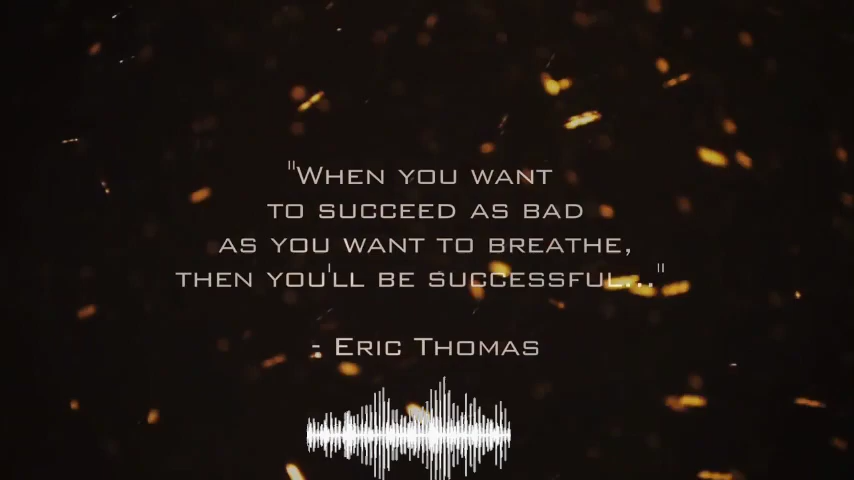 "When you want
to succeed as bad
as you want to breathe,
then you'll be successful..."
- Eric Thomas